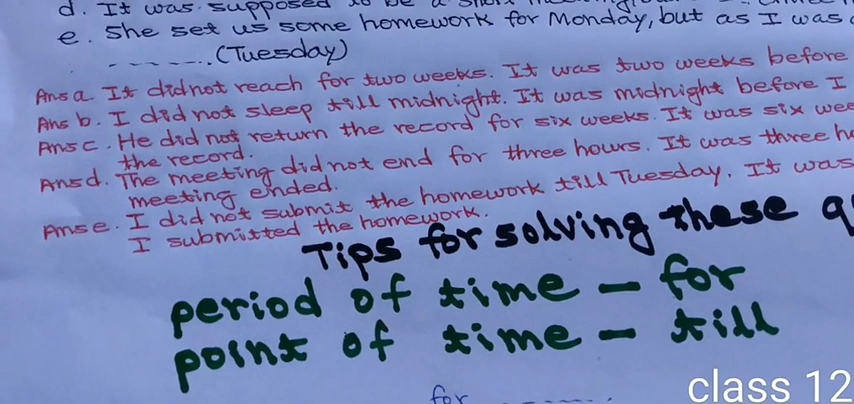 d. It was supposed to be a short
e. She set us some homework for Monday, but as I was
. . . . . . . . . (Tuesday)
Ans a. It did not reach for two weeks. It was two weeks before
Ans b. I did not sleep till midnight. It was midnight before I
Ans c. He did not return the record for six weeks. It was six wee
the record.
Ans d. The meeting did not end for three hours. It was three ho
meeting ended.
Ans e. I did not submit the homework till Tuesday. It was
I submitted the homework.
Tips for solving these q
period of time - for
point of time - till
for
class 12